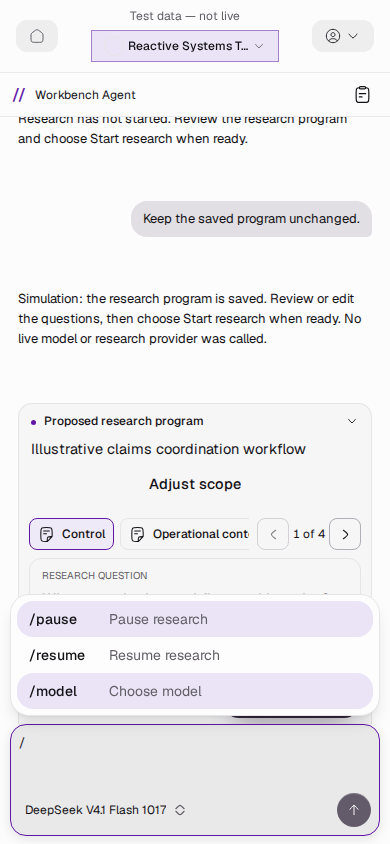 Test data — not live
Reactive Systems T...
// Workbench Agent
Research has not started. Review the research program
and choose Start research when ready.
Keep the saved program unchanged.
Simulation: the research program is saved. Review or edit
the questions, then choose Start research when ready. No
live model or research provider was called.
Proposed research program
Illustrative claims coordination workflow
Adjust scope
Control
Operational cont
1 of 4
RESEARCH QUESTION
/pause Pause research
/resume Resume research
/model Choose model
/
DeepSeek V4.1 Flash 1017